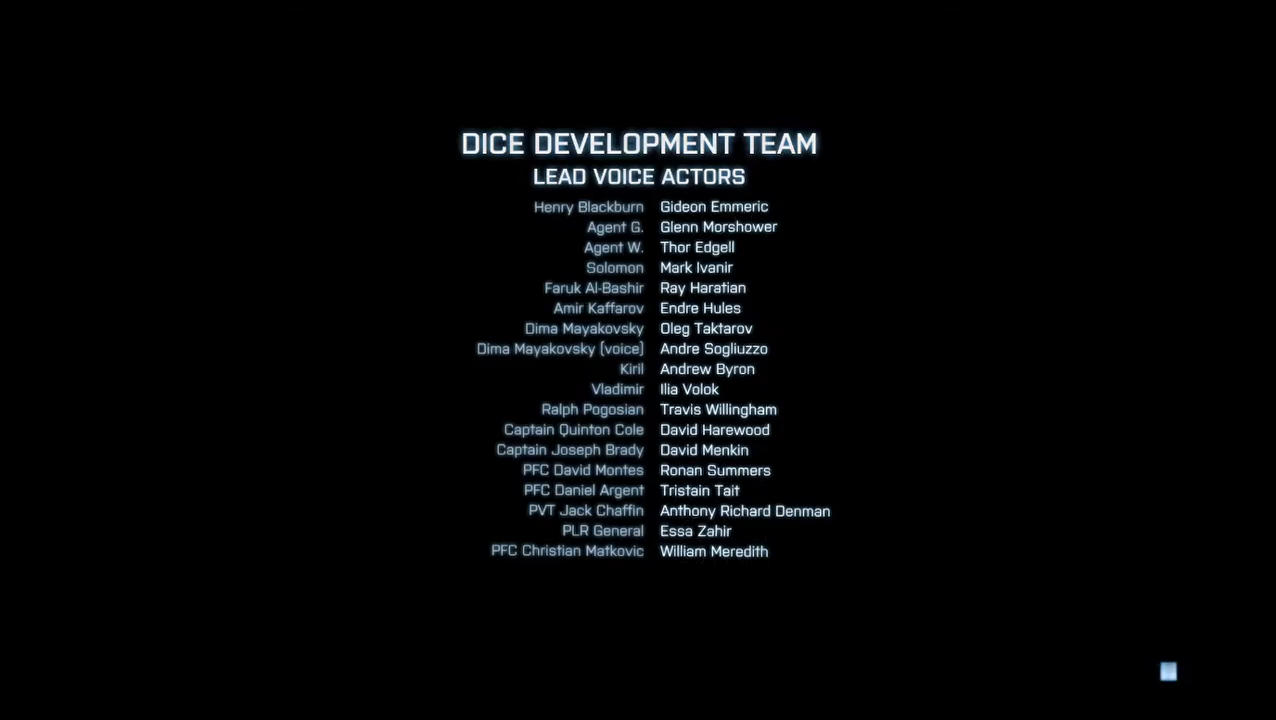 DICE DEVELOPMENT TEAM
LEAD VOICE ACTORS
Henry Blackburn Gideon Emmeric
Agent G. Glenn Morshower
Agent W. Thor Edgell
Solomon Mark Ivanir
Faruk Al-Bashir Ray Haratian
Amir Kaffarov Endre Hules
Dima Mayakovsky Oleg Taktarov
Dima Mayakovsky (voice) Andre Sogliuzzo
Kiril Andrew Byron
Vladimir Ilia Volok
Ralph Pogosian Travis Willingham
Captain Quinton Cole David Harewood
Captain Joseph Brady David Menkin
PFC David Montes Ronan Summers
PFC Daniel Argent Tristain Tait
PVT Jack Chaffin Anthony Richard Denman
PLR General Essa Zahir
PFC Christian Matkovic William Meredith